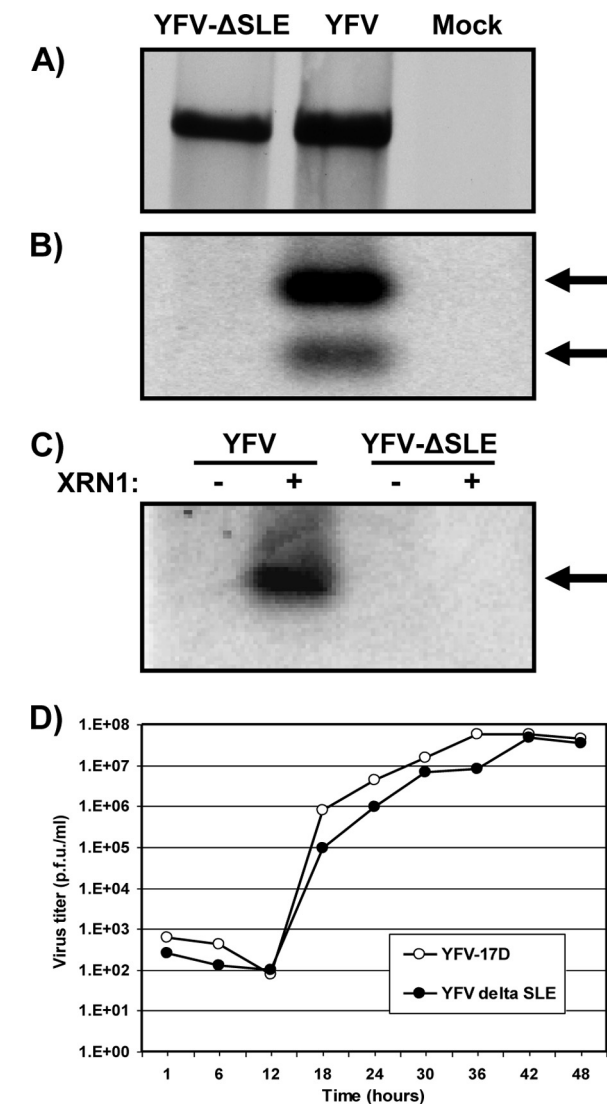 YFV-ΔSLE YFV Mock
A)
B)
C)
YFV YFV-ΔSLE
XRN1: - + - +
D)
1.E+08
1.E+07
1.E+06
1.E+05
1.E+04
1.E+03
1.E+02
1.E+01
1.E+00
Virus titer (p.f.u./ml)
YFV-17D
YFV delta SLE
1 6 12 18 24 30 36 42 48
Time (hours)